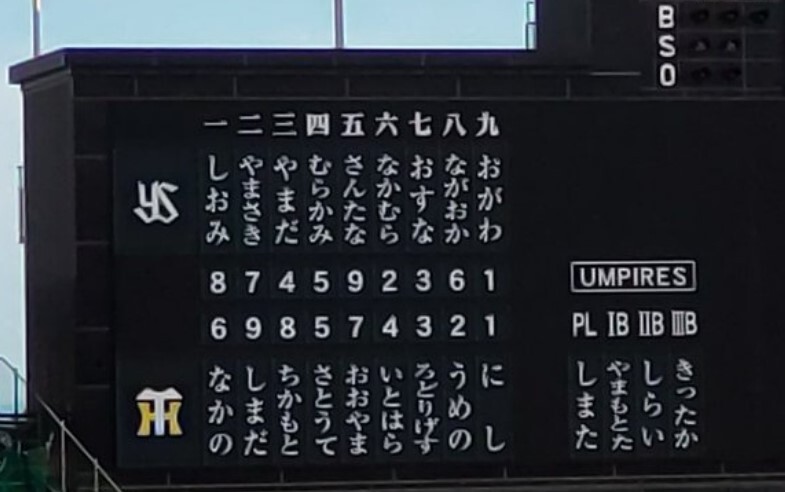 B
S
O
一 二 三 四 五 六 七 八 九
YS
しおみ
やまさき
やまだ
むらかみ
さんたな
なかむら
おすな
ながおか
おがわ
8 7 4 5 9 2 3 6 1
UMPIRES
6 9 8 5 7 4 3 2 1
PL IB IIB IIIB
なかの
しまだ
ちかもと
さとうて
おおやま
いとはら
ろどりげす
うめの
にし
しまた
やまもとた
しらい
きったか